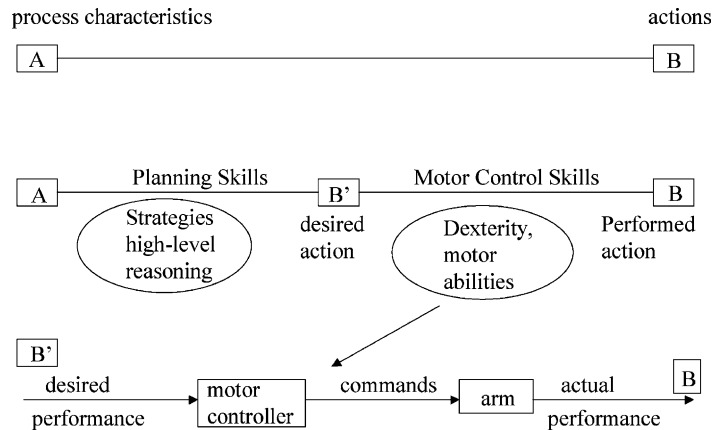 process characteristics
actions
A
B
Planning Skills
Motor Control Skills
A
B’
B
Strategies
high-level
reasoning
desired
action
Dexterity,
motor
abilities
Performed
action
B’
B
desired
performance
motor
controller
commands
arm
actual
performance